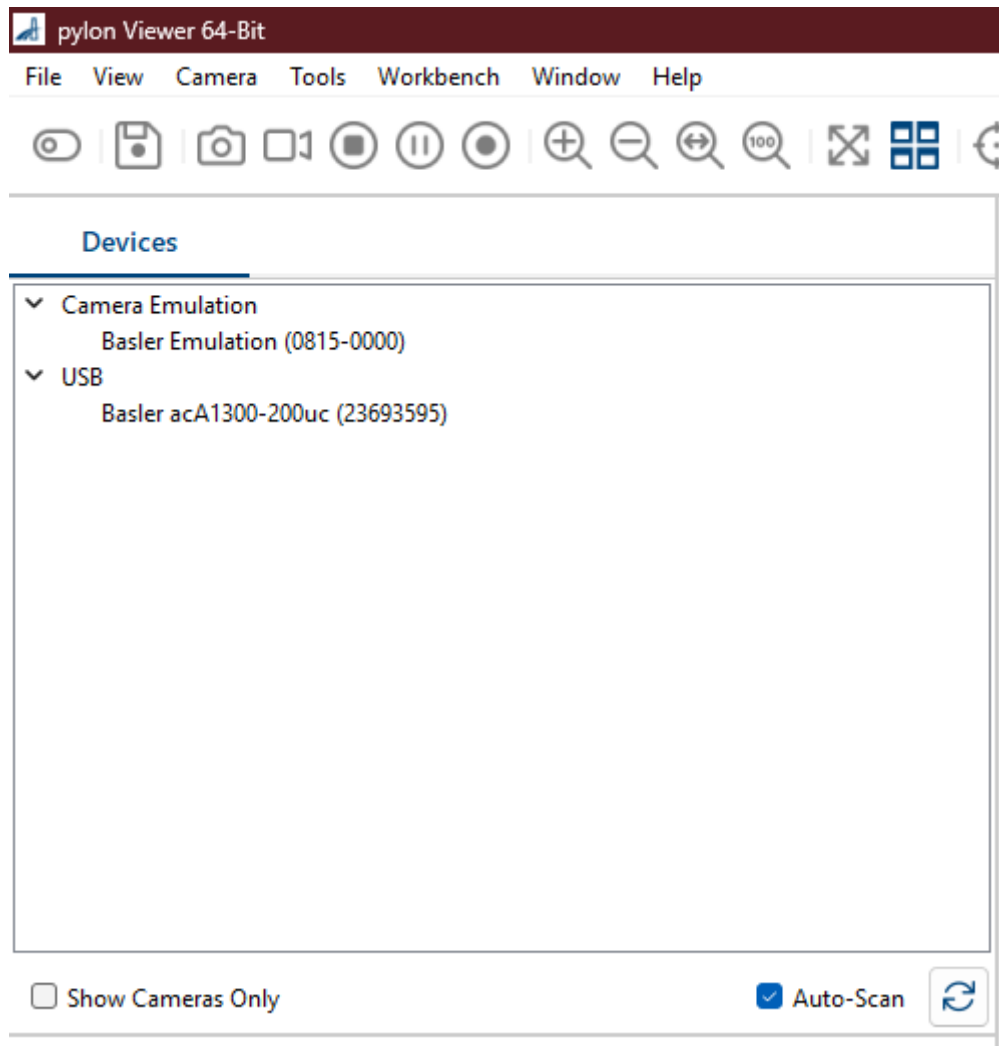 pylon Viewer 64-Bit
File View Camera Tools Workbench Window Help
100
Devices
Camera Emulation
Basler Emulation (0815-0000)
USB
Basler acA1300-200uc (23693595)
Show Cameras Only
Auto-Scan